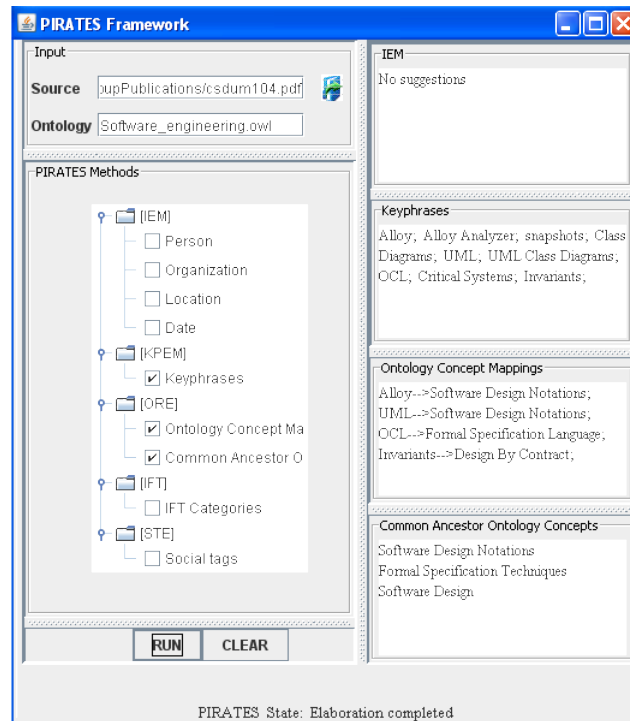 PIRATES Framework
Input
Source
oupPublications/csdum104.pdf
Ontology
Software_engineering.owl
PIRATES Methods
[IEM]
Person
Organization
Location
Date
[KPEM]
Keyphrases
[ORE]
Ontology Concept Ma
Common Ancestor O
[IFT]
IFT Categories
[STE]
Social tags
RUN
CLEAR
IEM
No suggestions
Keyphrases
Alloy; Alloy Analyzer; snapshots; Class
Diagrams; UML; UML Class Diagrams;
OCL; Critical Systems; Invariants;
Ontology Concept Mappings
Alloy-->Software Design Notations;
UML-->Software Design Notations;
OCL-->Formal Specification Language;
Invariants-->Design By Contract;
Common Ancestor Ontology Concepts
Software Design Notations
Formal Specification Techniques
Software Design
PIRATES State: Elaboration completed